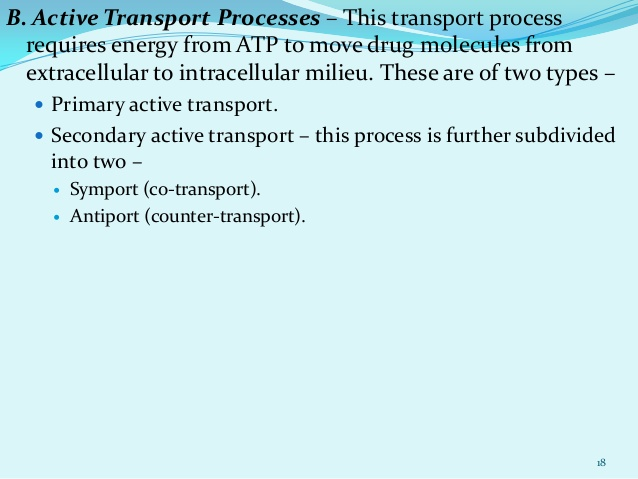 B. Active Transport Processes – This transport process
requires energy from ATP to move drug molecules from
extracellular to intracellular milieu. These are of two types –
• Primary active transport.
• Secondary active transport – this process is further subdivided
into two –
• Symport (co-transport).
• Antiport (counter-transport).
18